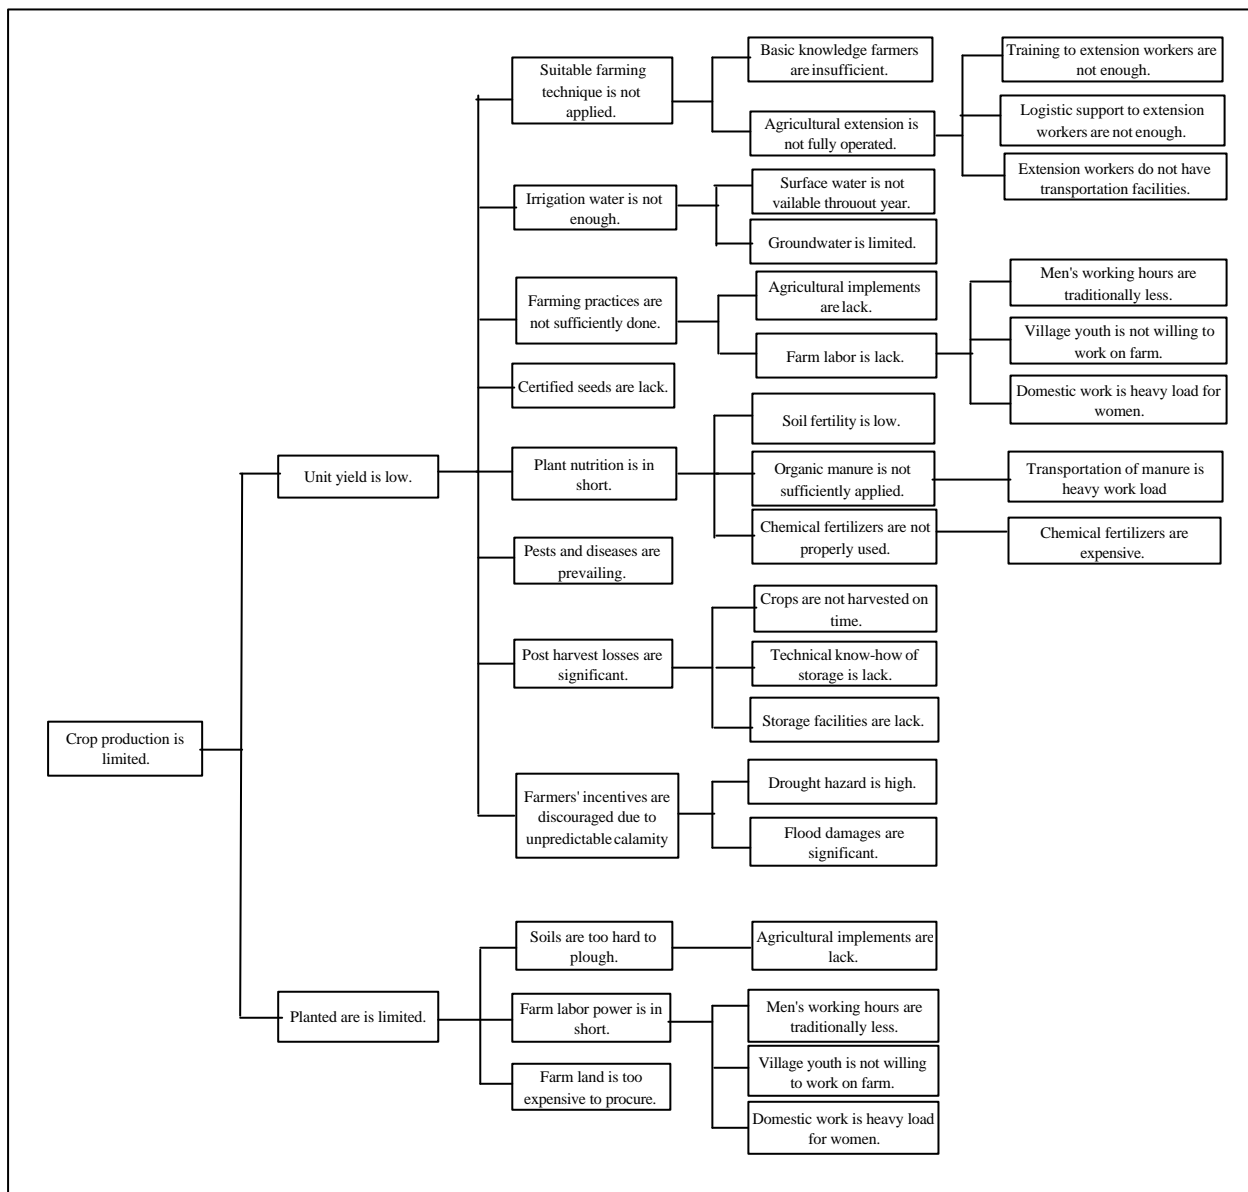 Suitable farming
technique is not
applied.
Basic knowledge farmers
are insufficient.
Agricultural extension is
not fully operated.
Training to extension workers are
not enough.
Logistic support to extension
workers are not enough.
Extension workers do not have
transportation facilities.
Irrigation water is not
enough.
Surface water is not
vailable throuout year.
Groundwater is limited.
Farming practices are
not sufficiently done.
Agricultural implements
are lack.
Farm labor is lack.
Men's working hours are
traditionally less.
Village youth is not willing to
work on farm.
Domestic work is heavy load for
women.
Certified seeds are lack.
Unit yield is low.
Plant nutrition is in
short.
Soil fertility is low.
Organic manure is not
sufficiently applied.
Transportation of manure is
heavy work load
Chemical fertilizers are not
properly used.
Chemical fertilizers are
expensive.
Pests and diseases are
prevailing.
Post harvest losses are
significant.
Crops are not harvested on
time.
Technical know-how of
storage is lack.
Storage facilities are lack.
Crop production is
limited.
Farmers' incentives are
discouraged due to
unpredictable calamity
Drought hazard is high.
Flood damages are
significant.
Planted are is limited.
Soils are too hard to
plough.
Agricultural implements are
lack.
Farm labor power is in
short.
Men's working hours are
traditionally less.
Village youth is not willing
to work on farm.
Domestic work is heavy load
for women.
Farm land is too
expensive to procure.